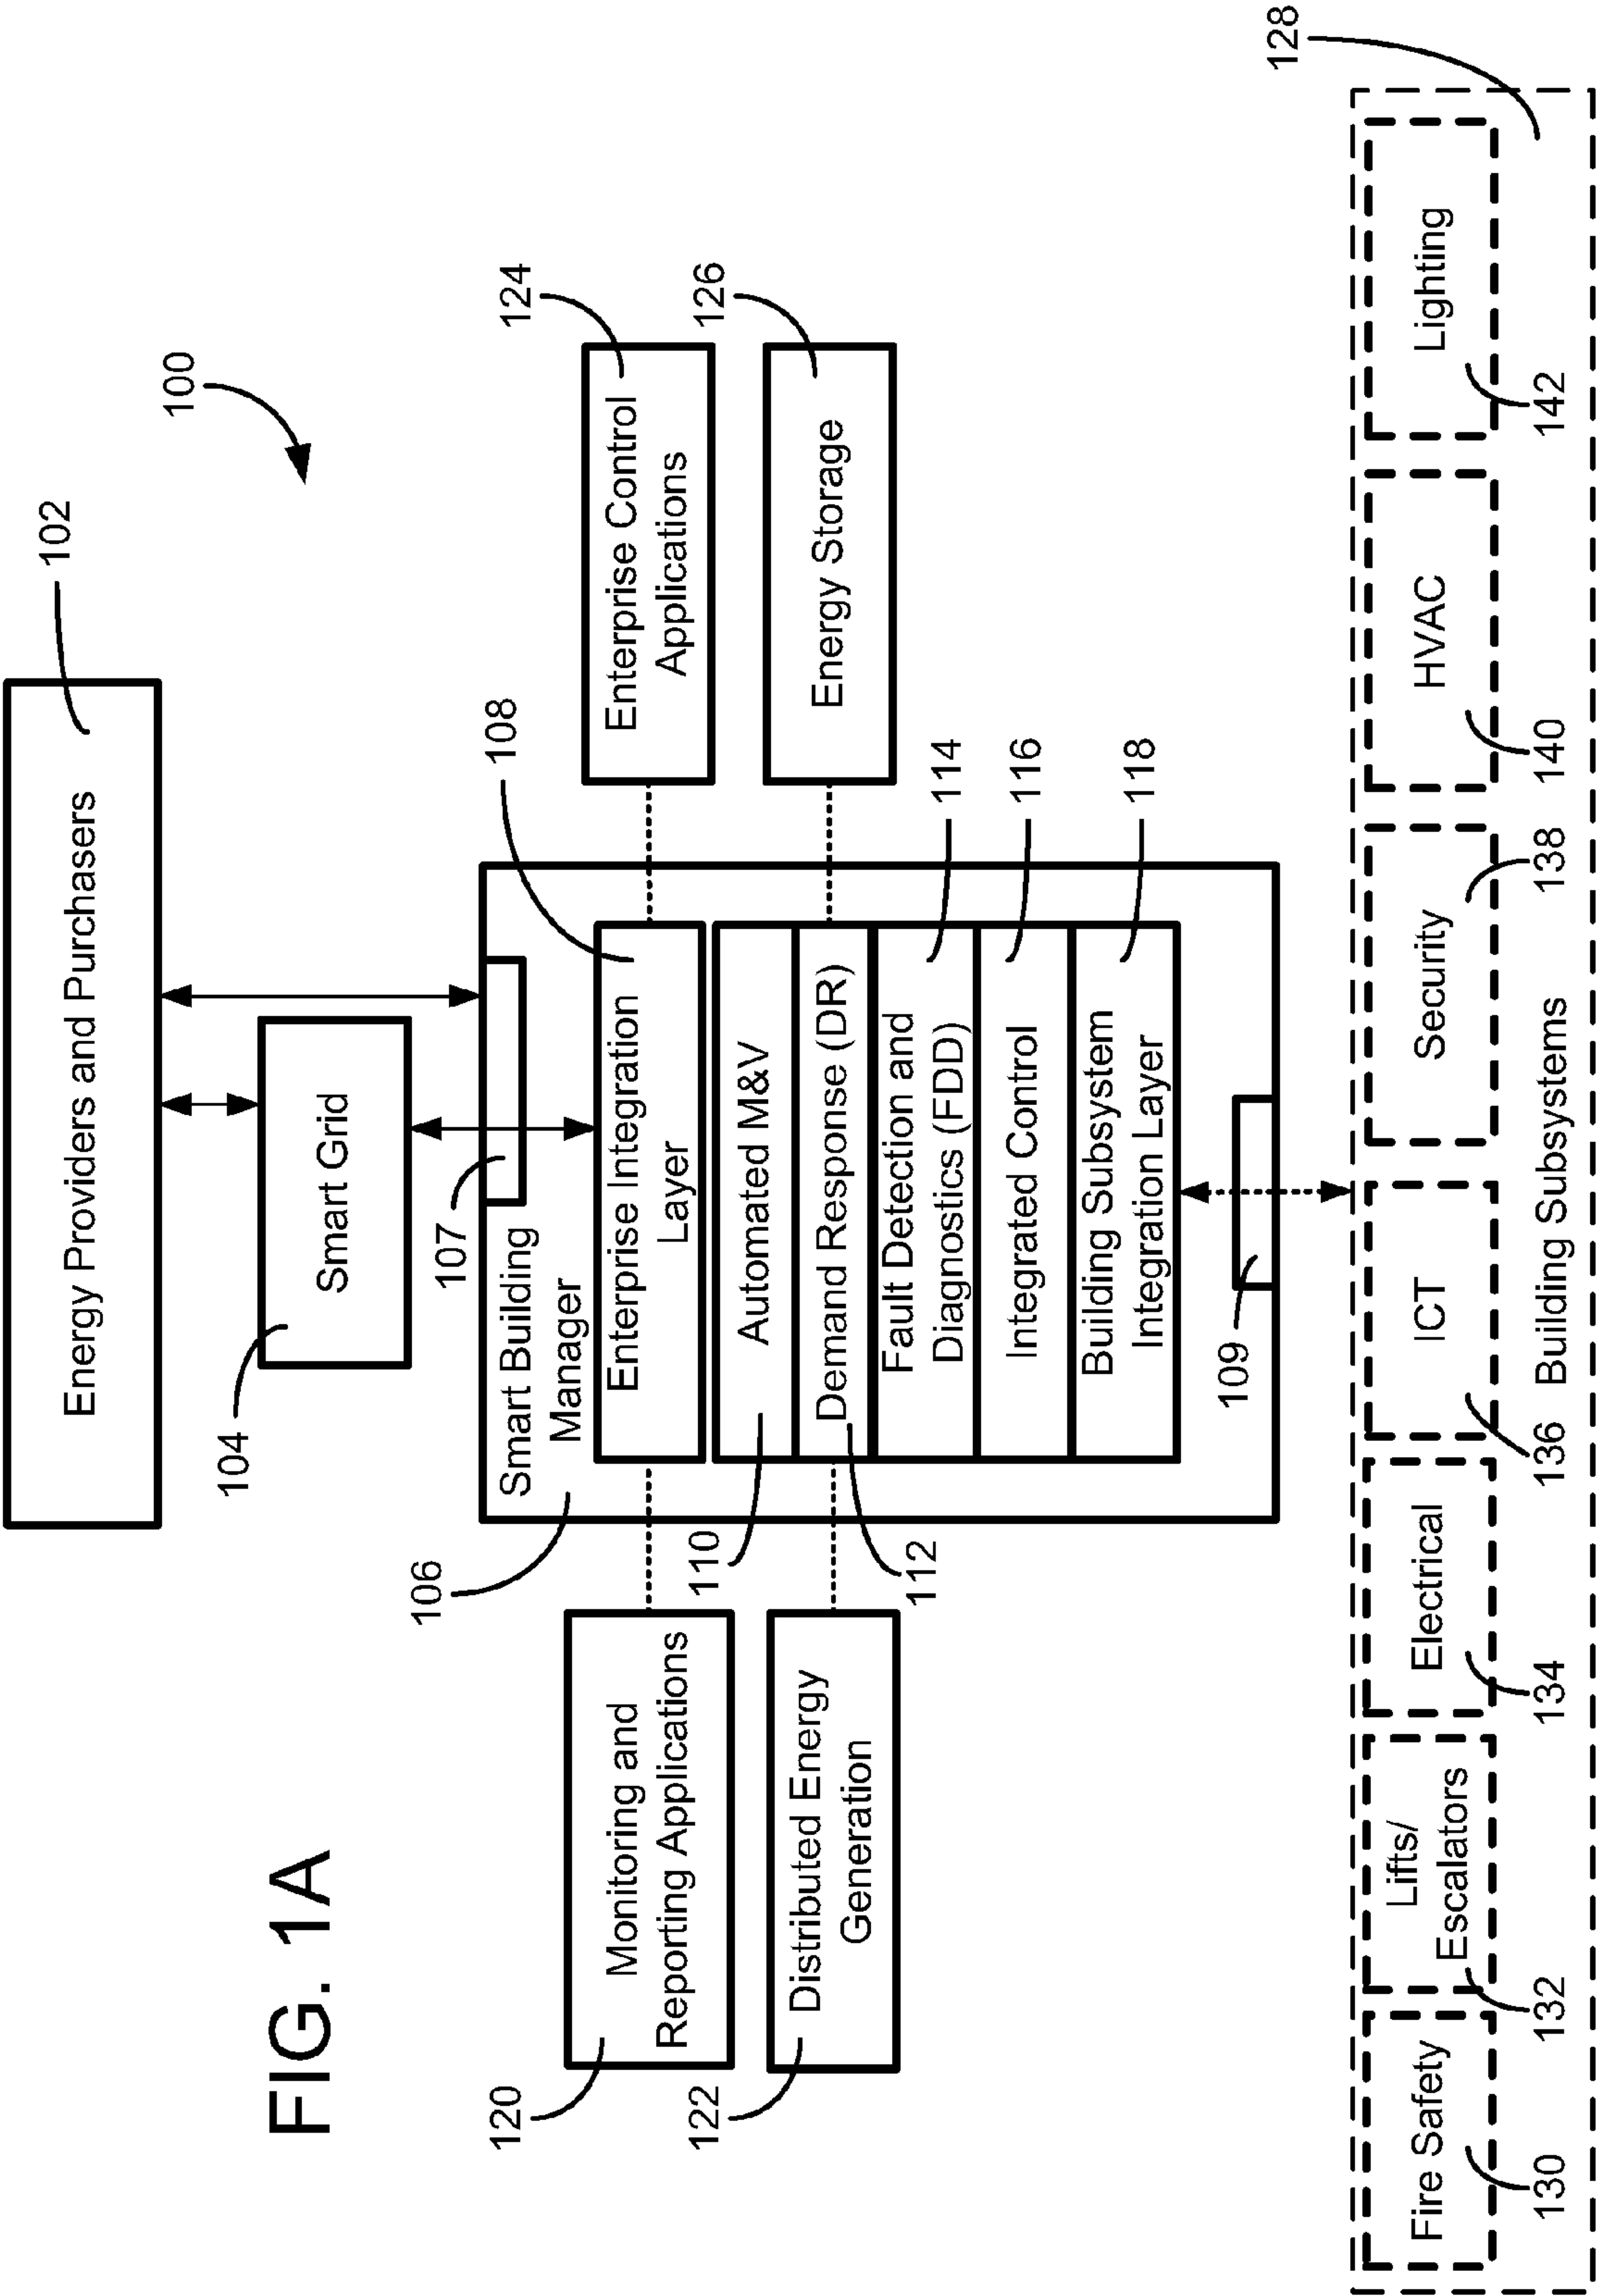 FIG. 1A
100
102
Energy Providers and Purchasers
104
Smart Grid
107
106
Smart Building
Manager
108
Enterprise Integration
Layer
110
Automated M&V
112
Demand Response (DR)
114
Fault Detection and
Diagnostics (FDD)
116
Integrated Control
118
Building Subsystem
Integration Layer
109
120
Monitoring and
Reporting Applications
122
Distributed Energy
Generation
124
Enterprise Control
Applications
126
Energy Storage
128
Fire Safety
130
Lifts/
Escalators
132
Electrical
134
ICT
136
Security
138
HVAC
140
Lighting
142
Building Subsystems